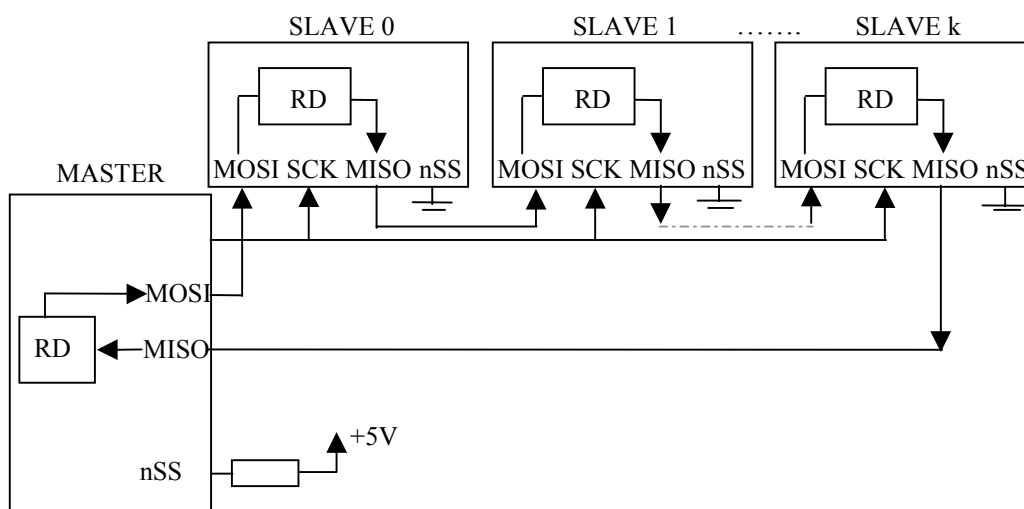 SLAVE 0 SLAVE 1 ……. SLAVE k
RD RD RD
MOSI SCK MISO nSS MOSI SCK MISO nSS MOSI SCK MISO nSS
MASTER
MOSI
RD MISO
+5V
nSS